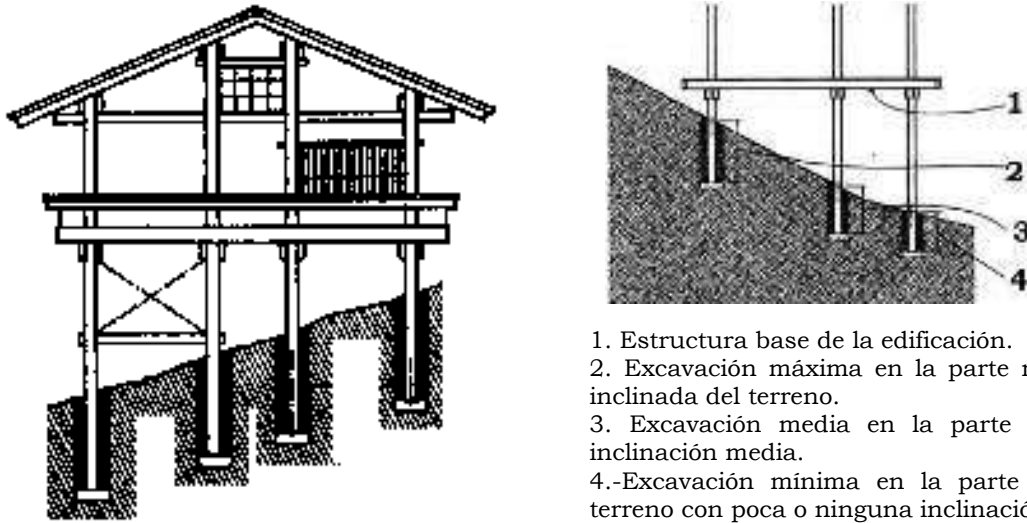 1
2
3
4
1. Estructura base de la edificación.
2. Excavación máxima en la parte
inclinada del terreno.
3. Excavación media en la parte
inclinación media.
4.-Excavación mínima en la parte
terreno con poca o ninguna